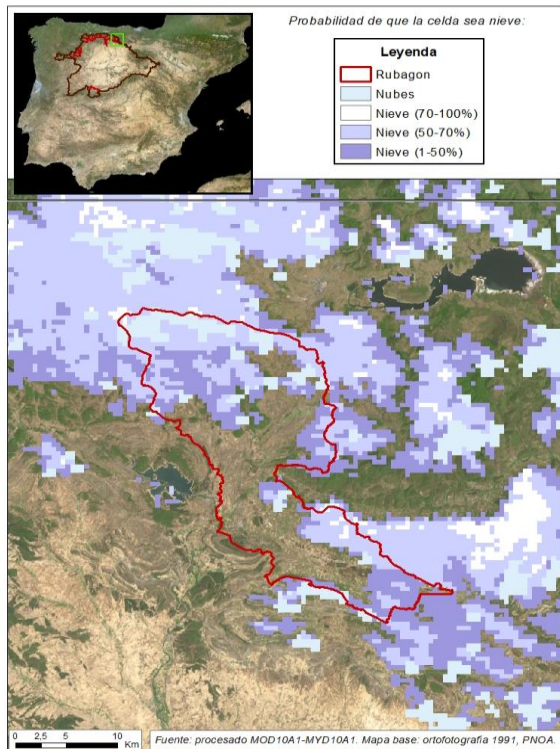 Probabilidad de que la celda sea nieve:
Leyenda
Rubagon
Nubes
Nieve (70-100%)
Nieve (50-70%)
Nieve (1-50%)
0 2,5 5 10
Km
Fuente: procesado MOD10A1-MYD10A1. Mapa base: ortofotografia 1991, PNOA